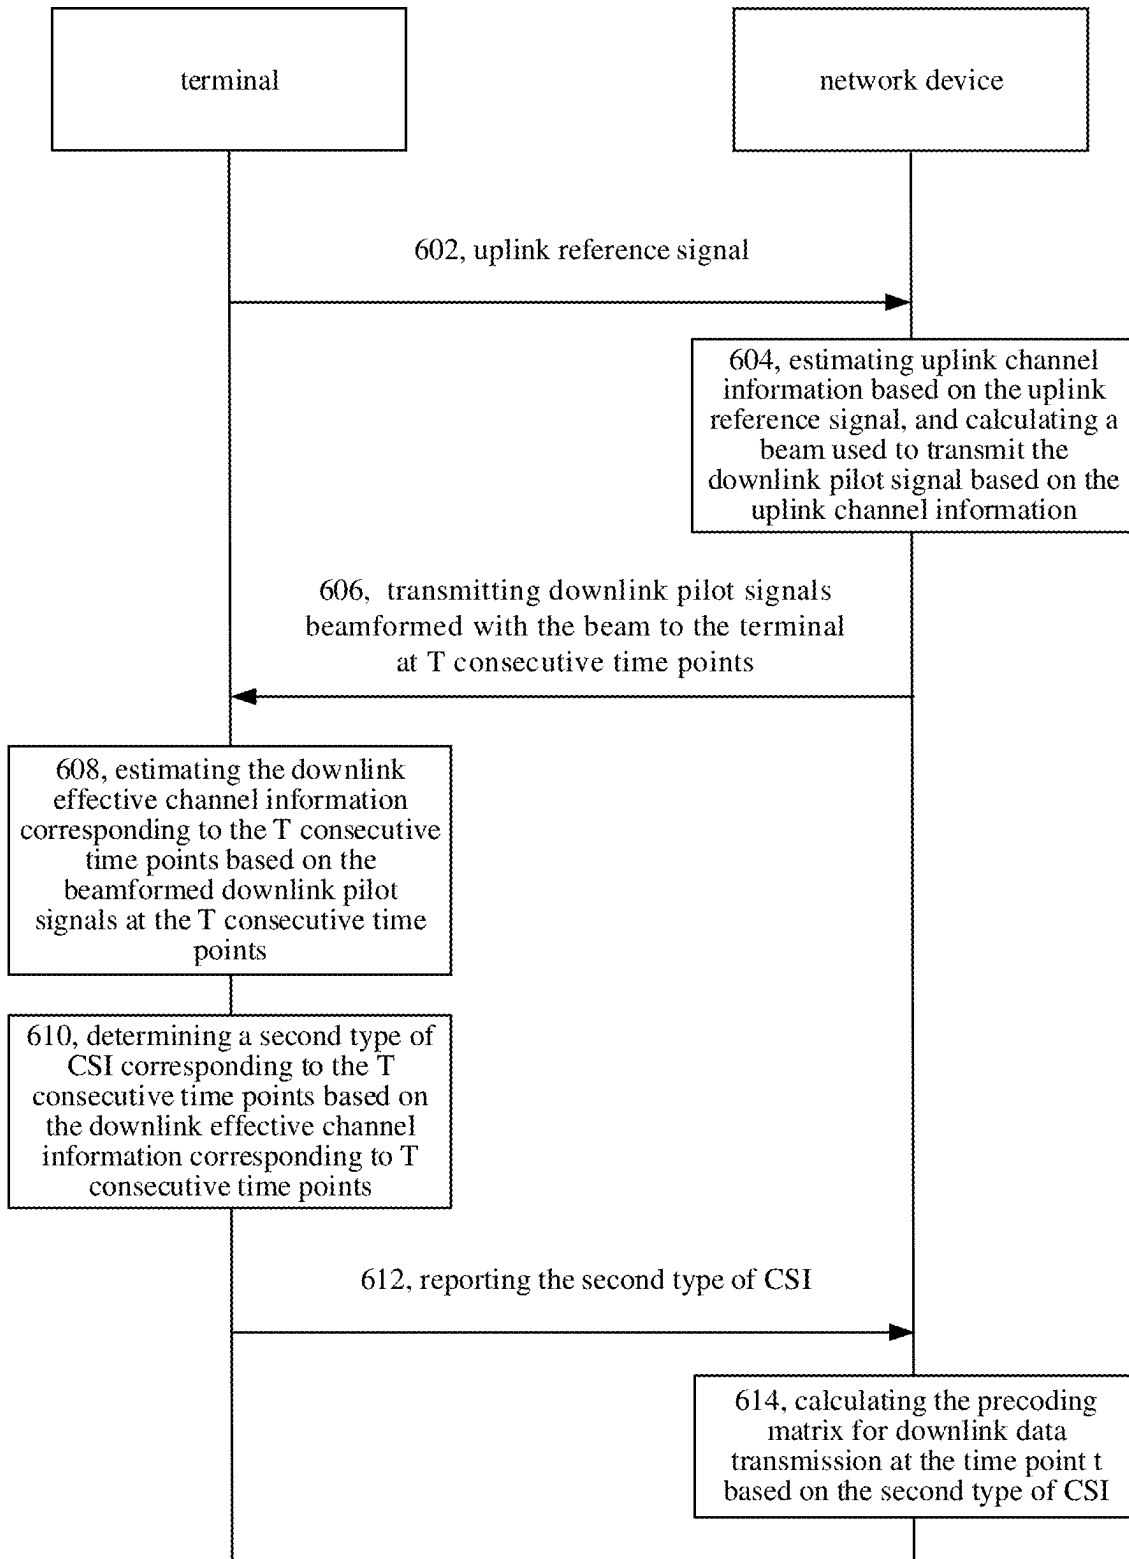 terminal
network device
602, uplink reference signal
604, estimating uplink channel
information based on the uplink
reference signal, and calculating a
beam used to transmit the
downlink pilot signal based on the
uplink channel information
606, transmitting downlink pilot signals
beamformed with the beam to the terminal
at T consecutive time points
608, estimating the downlink
effective channel information
corresponding to the T consecutive
time points based on the
beamformed downlink pilot
signals at the T consecutive time
points
610, determining a second type of
CSI corresponding to the T
consecutive time points based on
the downlink effective channel
information corresponding to T
consecutive time points
612, reporting the second type of CSI
614, calculating the precoding
matrix for downlink data
transmission at the time point t
based on the second type of CSI